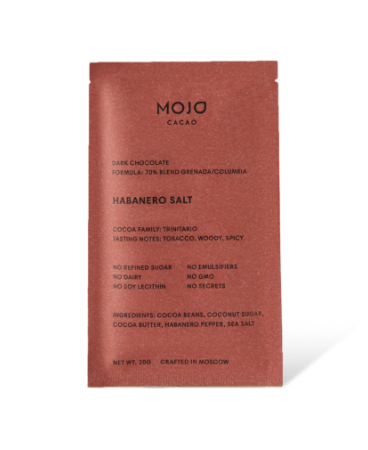 MOJO
CACAO
DARK CHOCOLATE
FORMULA: 70% BLEND GRENADA/COLUMBIA
HABANERO SALT
COCOA FAMILY: TRINITARIO
TASTING NOTES: TOBACCO, WOODY, SPICY
NO REFINED SUGAR NO EMULSIFIERS
NO DAIRY NO GMO
NO SOY LECITHIN NO SECRETS
INGREDIENTS: COCOA BEANS, COCONUT SUGAR,
COCOA BUTTER, HABANERO PEPPER, SEA SALT
NET WT. 20G CRAFTED IN MOSCOW